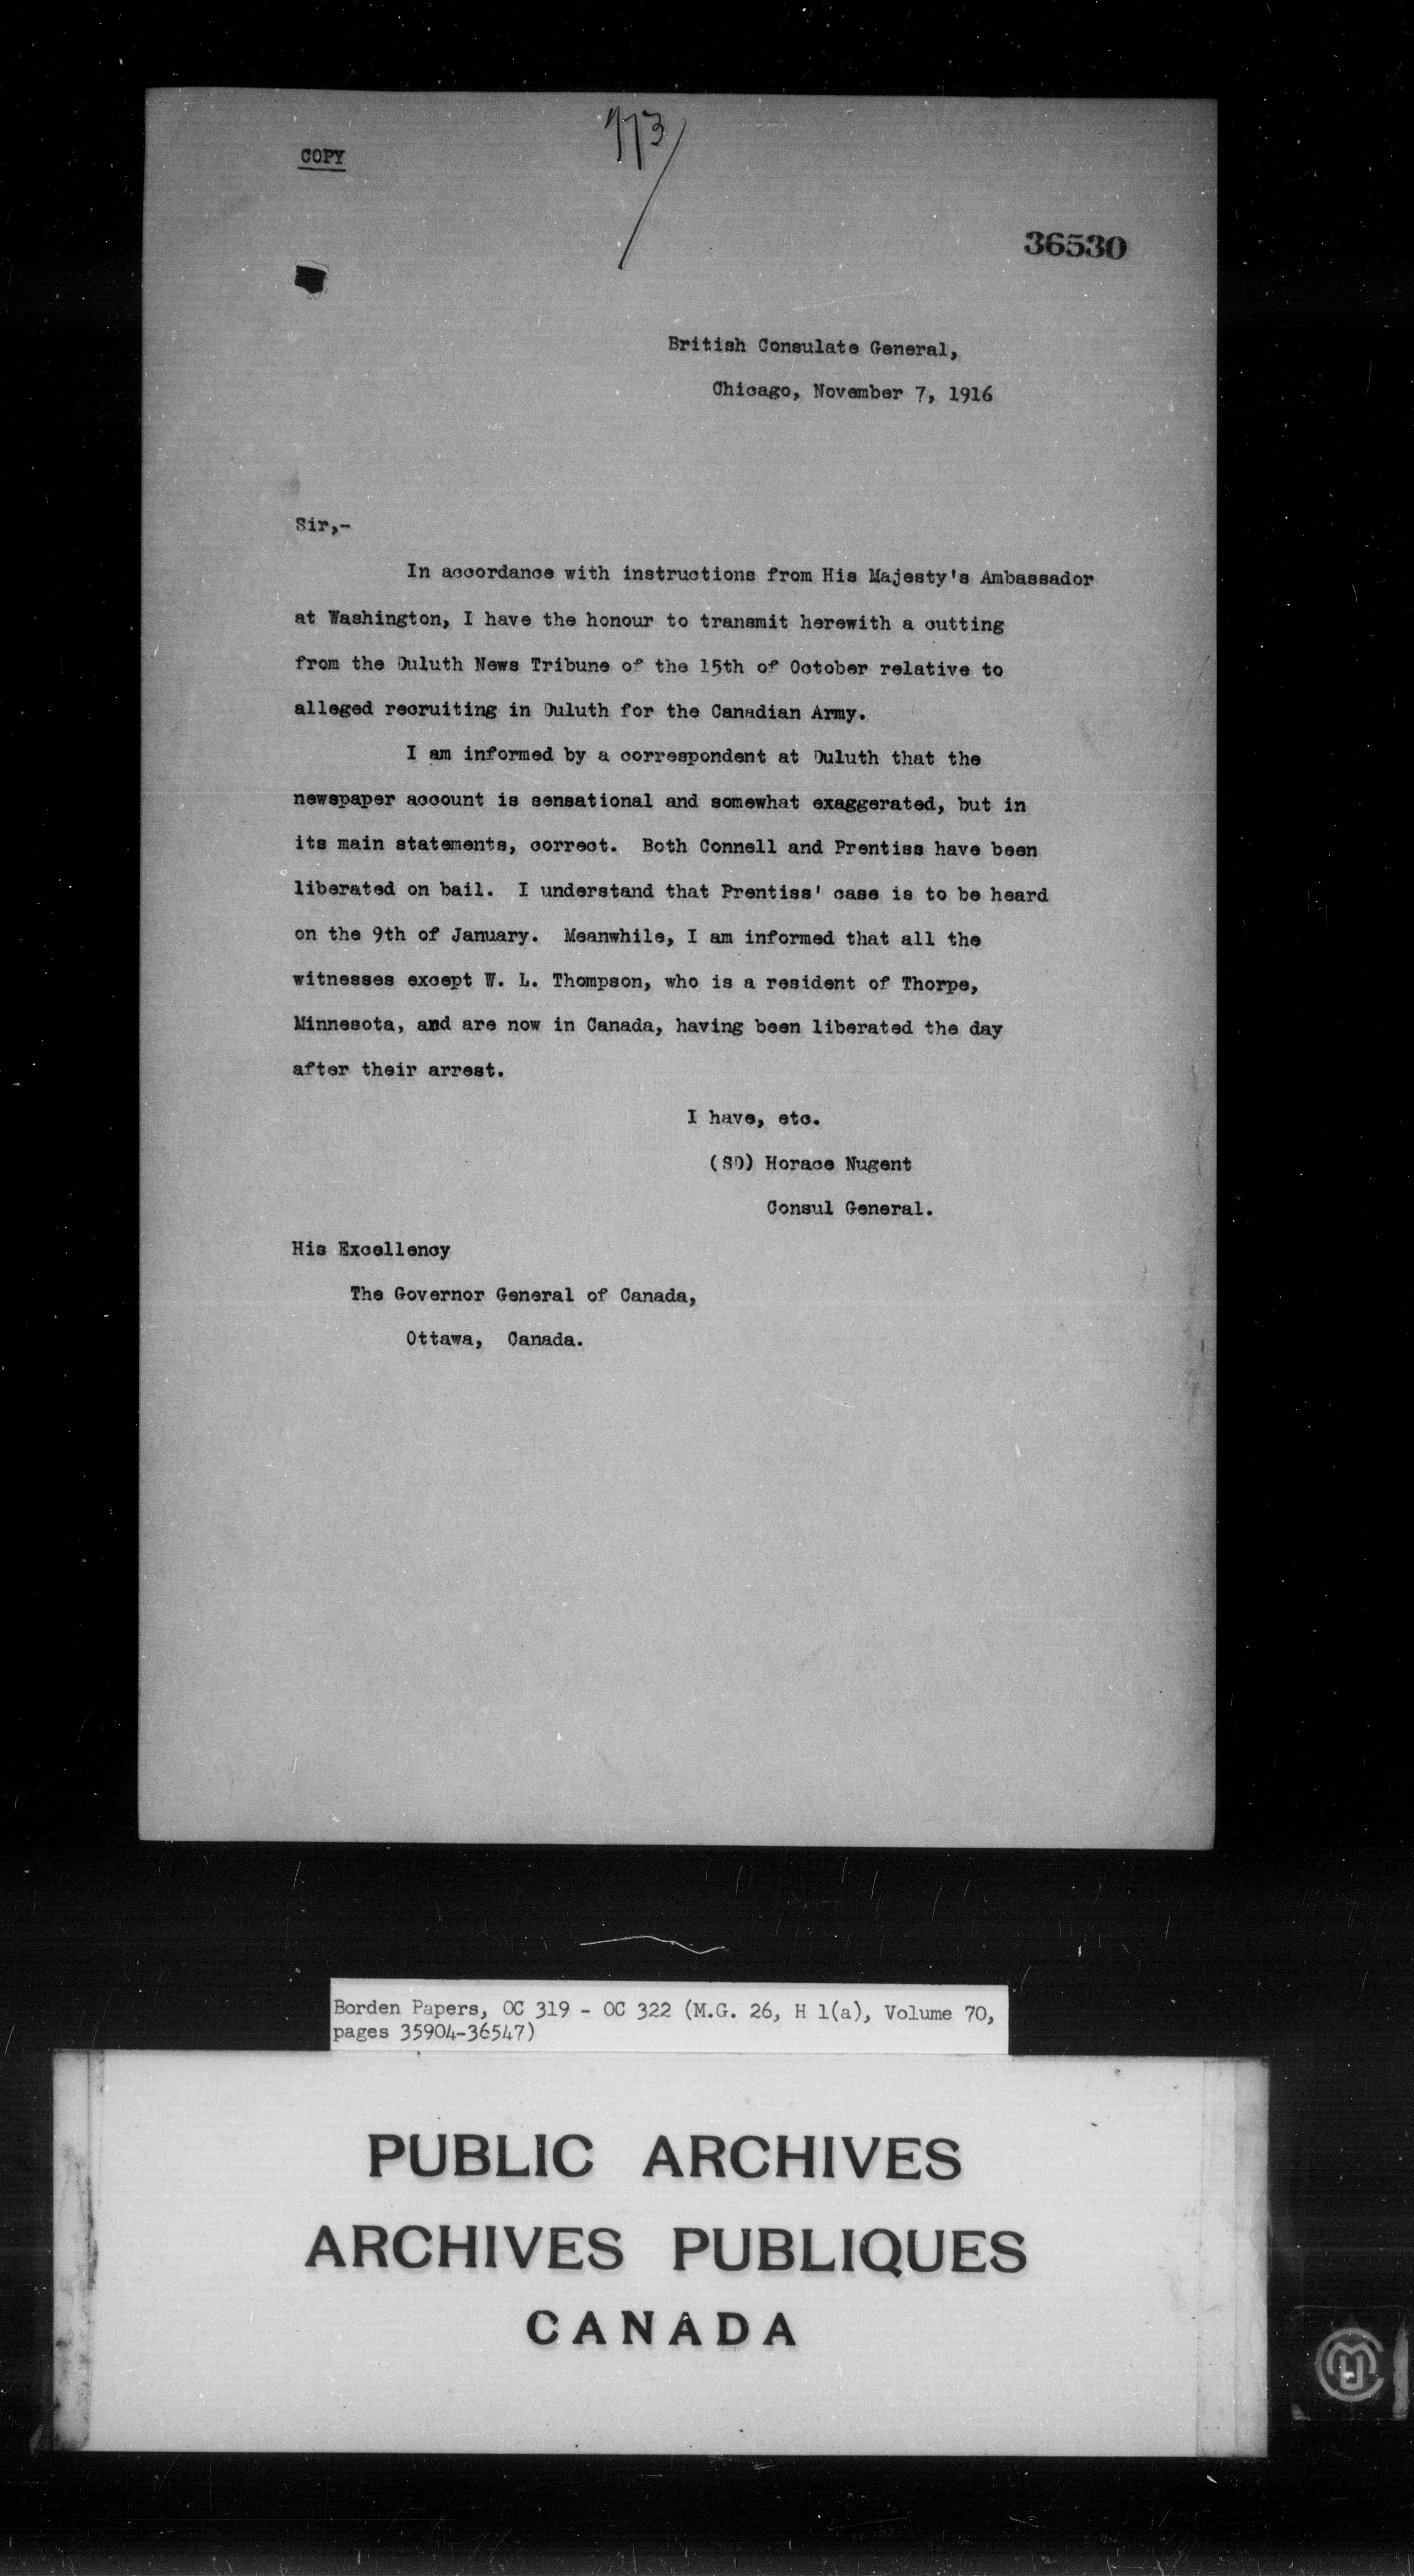 COPY
173/
36530
British Consulate General,
Chicago, November 7, 1916
Sir,-
In accordance with instructions from His Majesty's Ambassador
at Washington, I have the honour to transmit herewith a cutting
from the Duluth News Tribune of the 15th of October relative to
alleged recruiting in Duluth for the Canadian Army.
I am informed by a correspondent at Duluth that the
newspaper account is sensational and somewhat exaggerated, but in
its main statements, correct. Both Connell and Prentiss have been
liberated on bail. I understand that Prentiss' case is to be heard
on the 9th of January. Meanwhile, I am informed that all the
witnesses except W. L. Thompson, who is a resident of Thorpe,
Minnesota, and are now in Canada, having been liberated the day
after their arrest.
I have, etc.
(SD) Horace Nugent
Consul General.
His Excellency
The Governor General of Canada,
Ottawa, Canada.
Borden Papers, OC 319 - OC 322 (M.G. 26, H 1(a), Volume 70,
pages 35904-36547)
PUBLIC ARCHIVES
ARCHIVES PUBLIQUES
CANADA